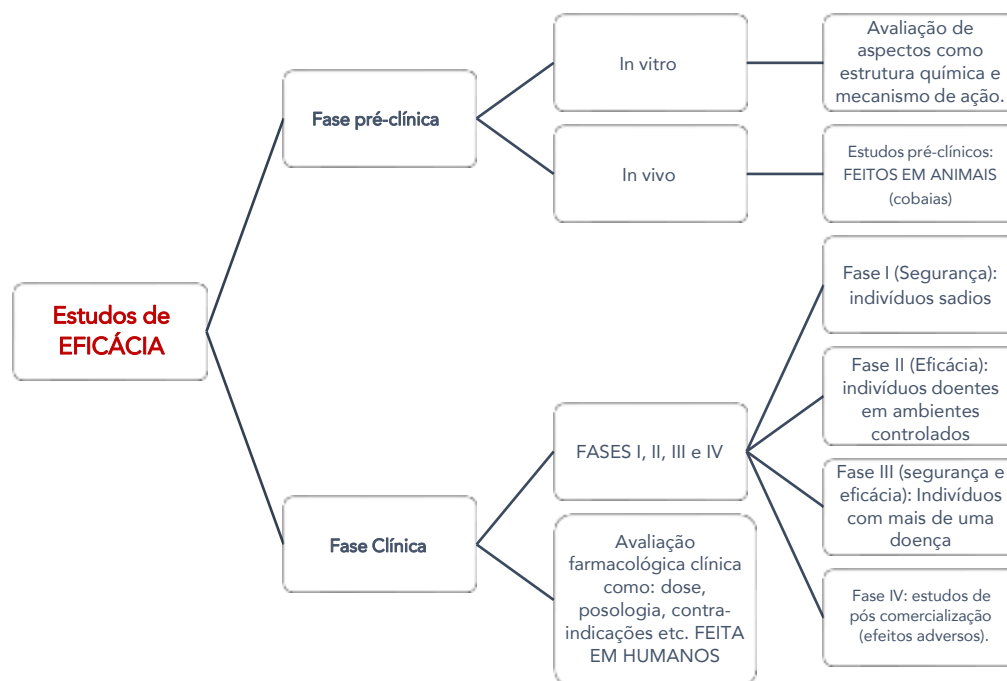 Estudos de
EFICÁCIA
Fase pré-clínica
In vitro
Avaliação de
aspectos como
estrutura química e
mecanismo de ação.
In vivo
Estudos pré-clínicos:
FEITOS EM ANIMAIS
(cobaias)
Fase Clínica
FASES I, II, III e IV
Fase I (Segurança):
indivíduos sadios
Fase II (Eficácia):
indivíduos doentes
em ambientes
controlados
Fase III (segurança e
eficácia): Indivíduos
com mais de uma
doença
Fase IV: estudos de
pós comercialização
(efeitos adversos).
Avaliação
farmacológica clínica
como: dose,
posologia, contra-
indicações etc. FEITA
EM HUMANOS